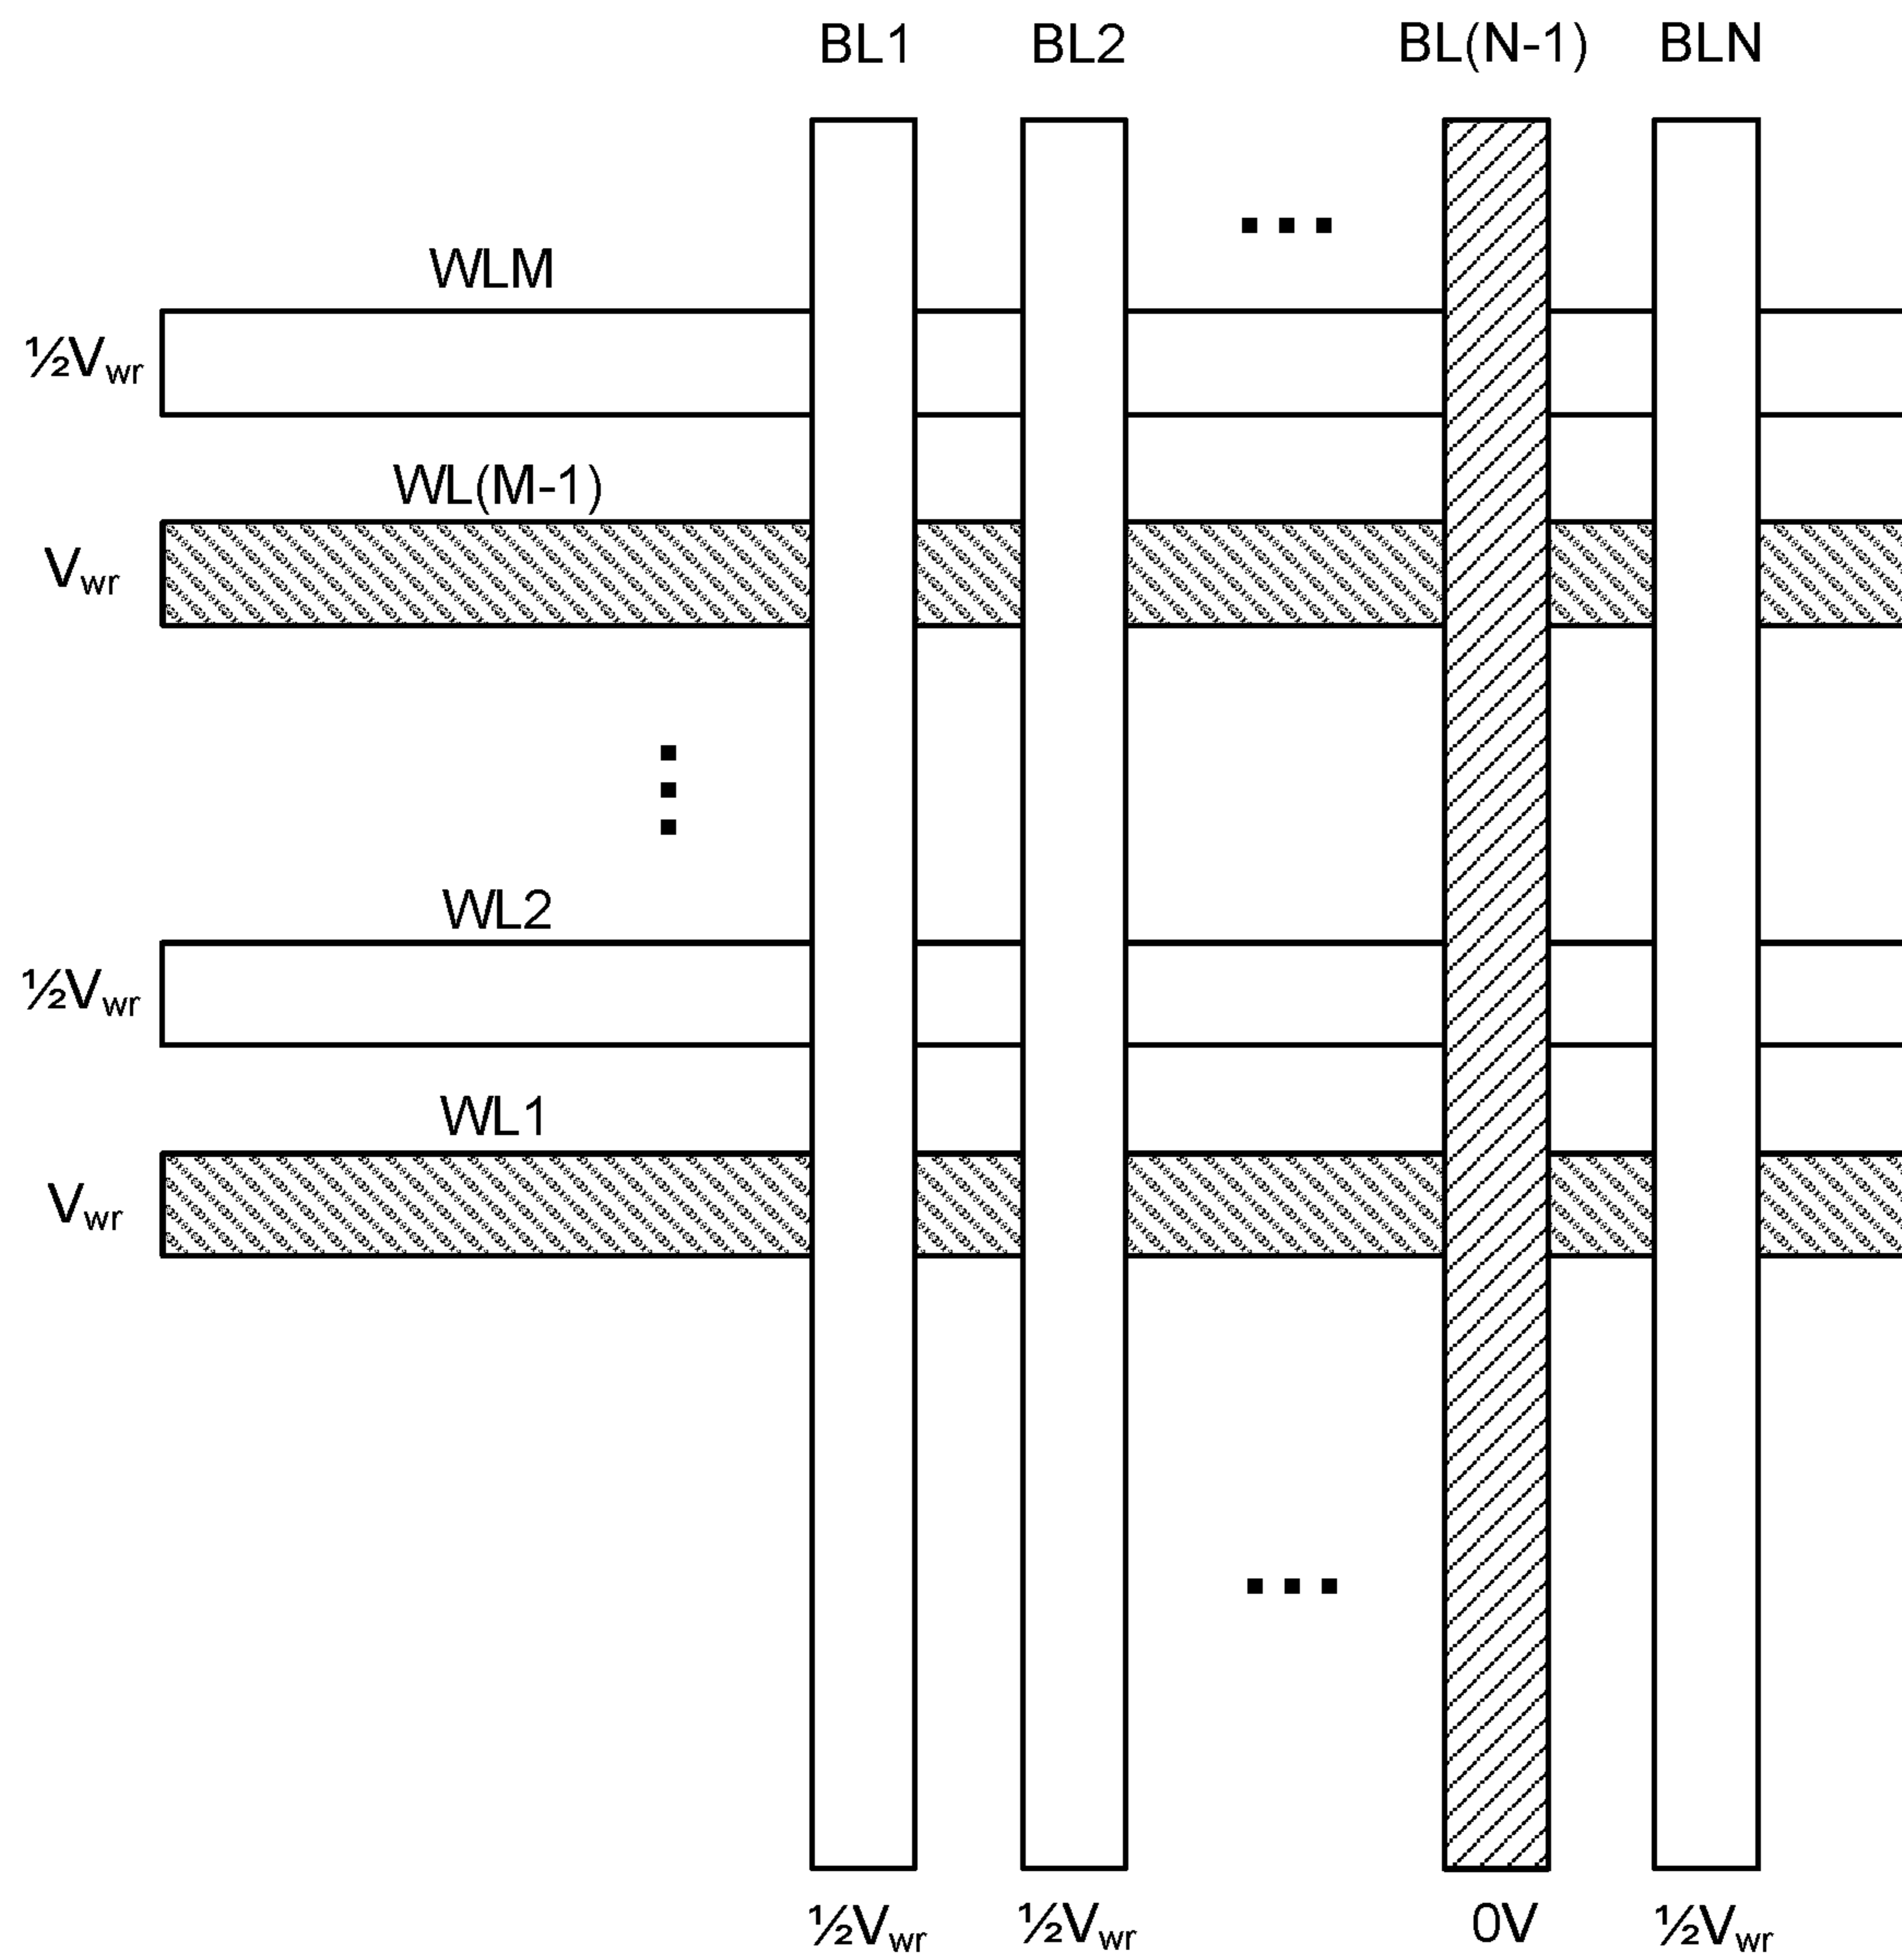 BL1 BL2 BL(N-1) BLN
WLM
½Vwr
WL(M-1)
Vwr
WL2
½Vwr
WL1
Vwr
½Vwr ½Vwr 0V ½Vwr